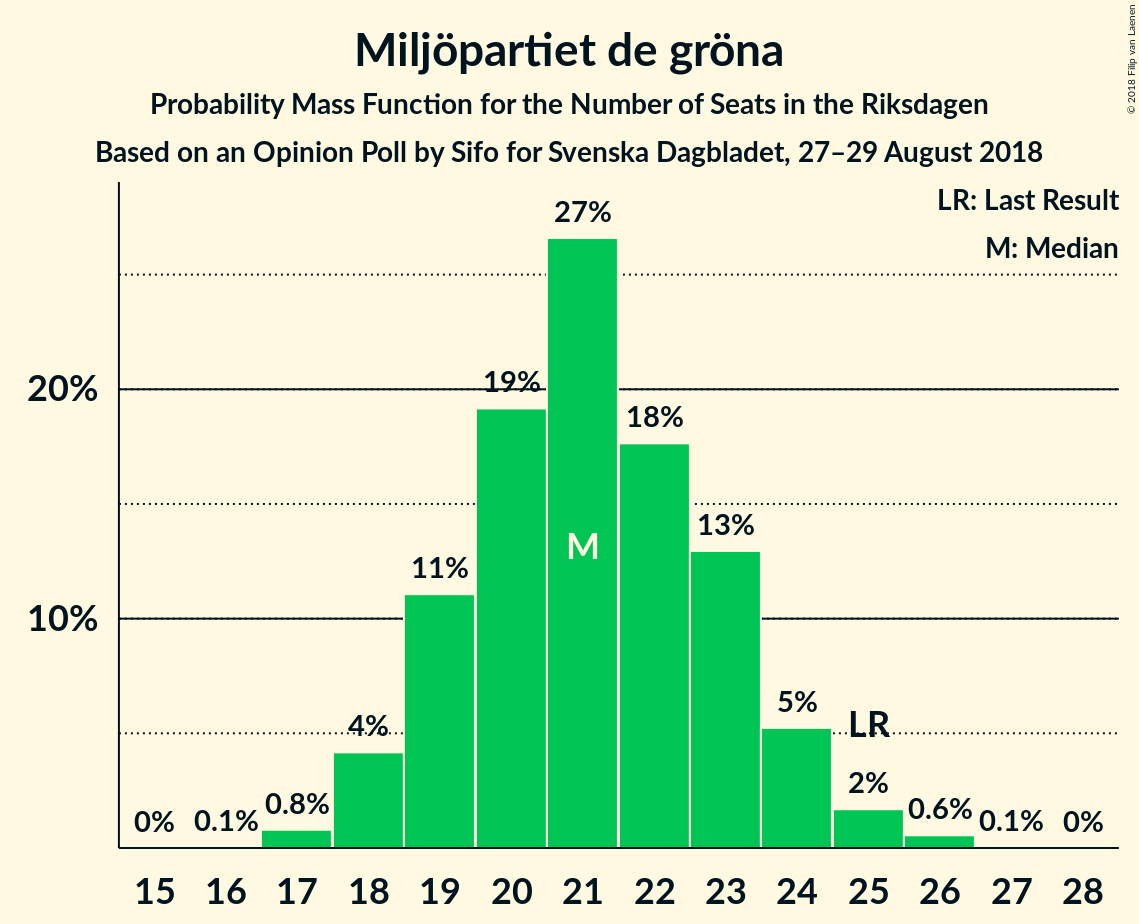 Miljöpartiet de gröna
Probability Mass Function for the Number of Seats in the Riksdagen
Based on an Opinion Poll by Sifo for Svenska Dagbladet, 27–29 August 2018
© 2018 Filip van Laenen
LR: Last Result
M: Median
20%
10%
0%
0.1%
0.8%
4%
11%
19%
27%
18%
13%
5%
2%
0.6%
0.1%
0%
M
LR
15 16 17 18 19 20 21 22 23 24 25 26 27 28